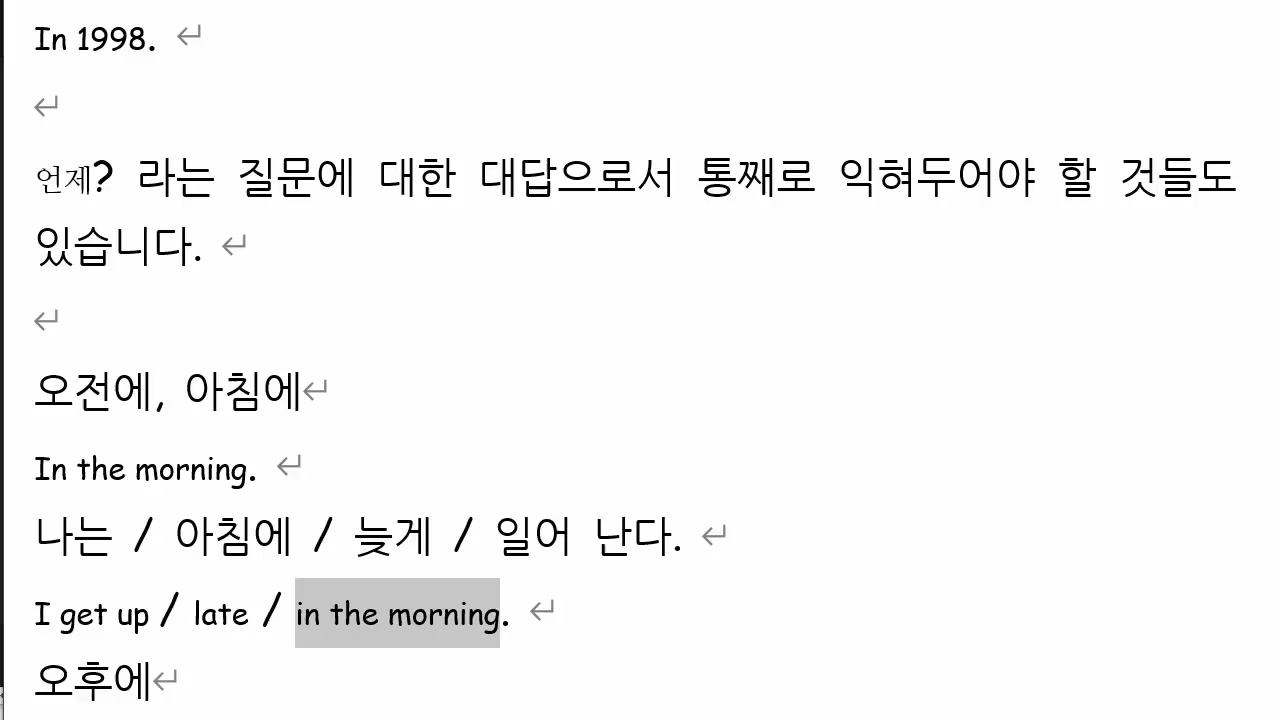 In 1998.
언제? 라는 질문에 대한 대답으로서 통째로 익혀두어야 할 것들도
있습니다.
오전에, 아침에
In the morning.
나는 / 아침에 / 늦게 / 일어 난다.
I get up / late / in the morning.
오후에